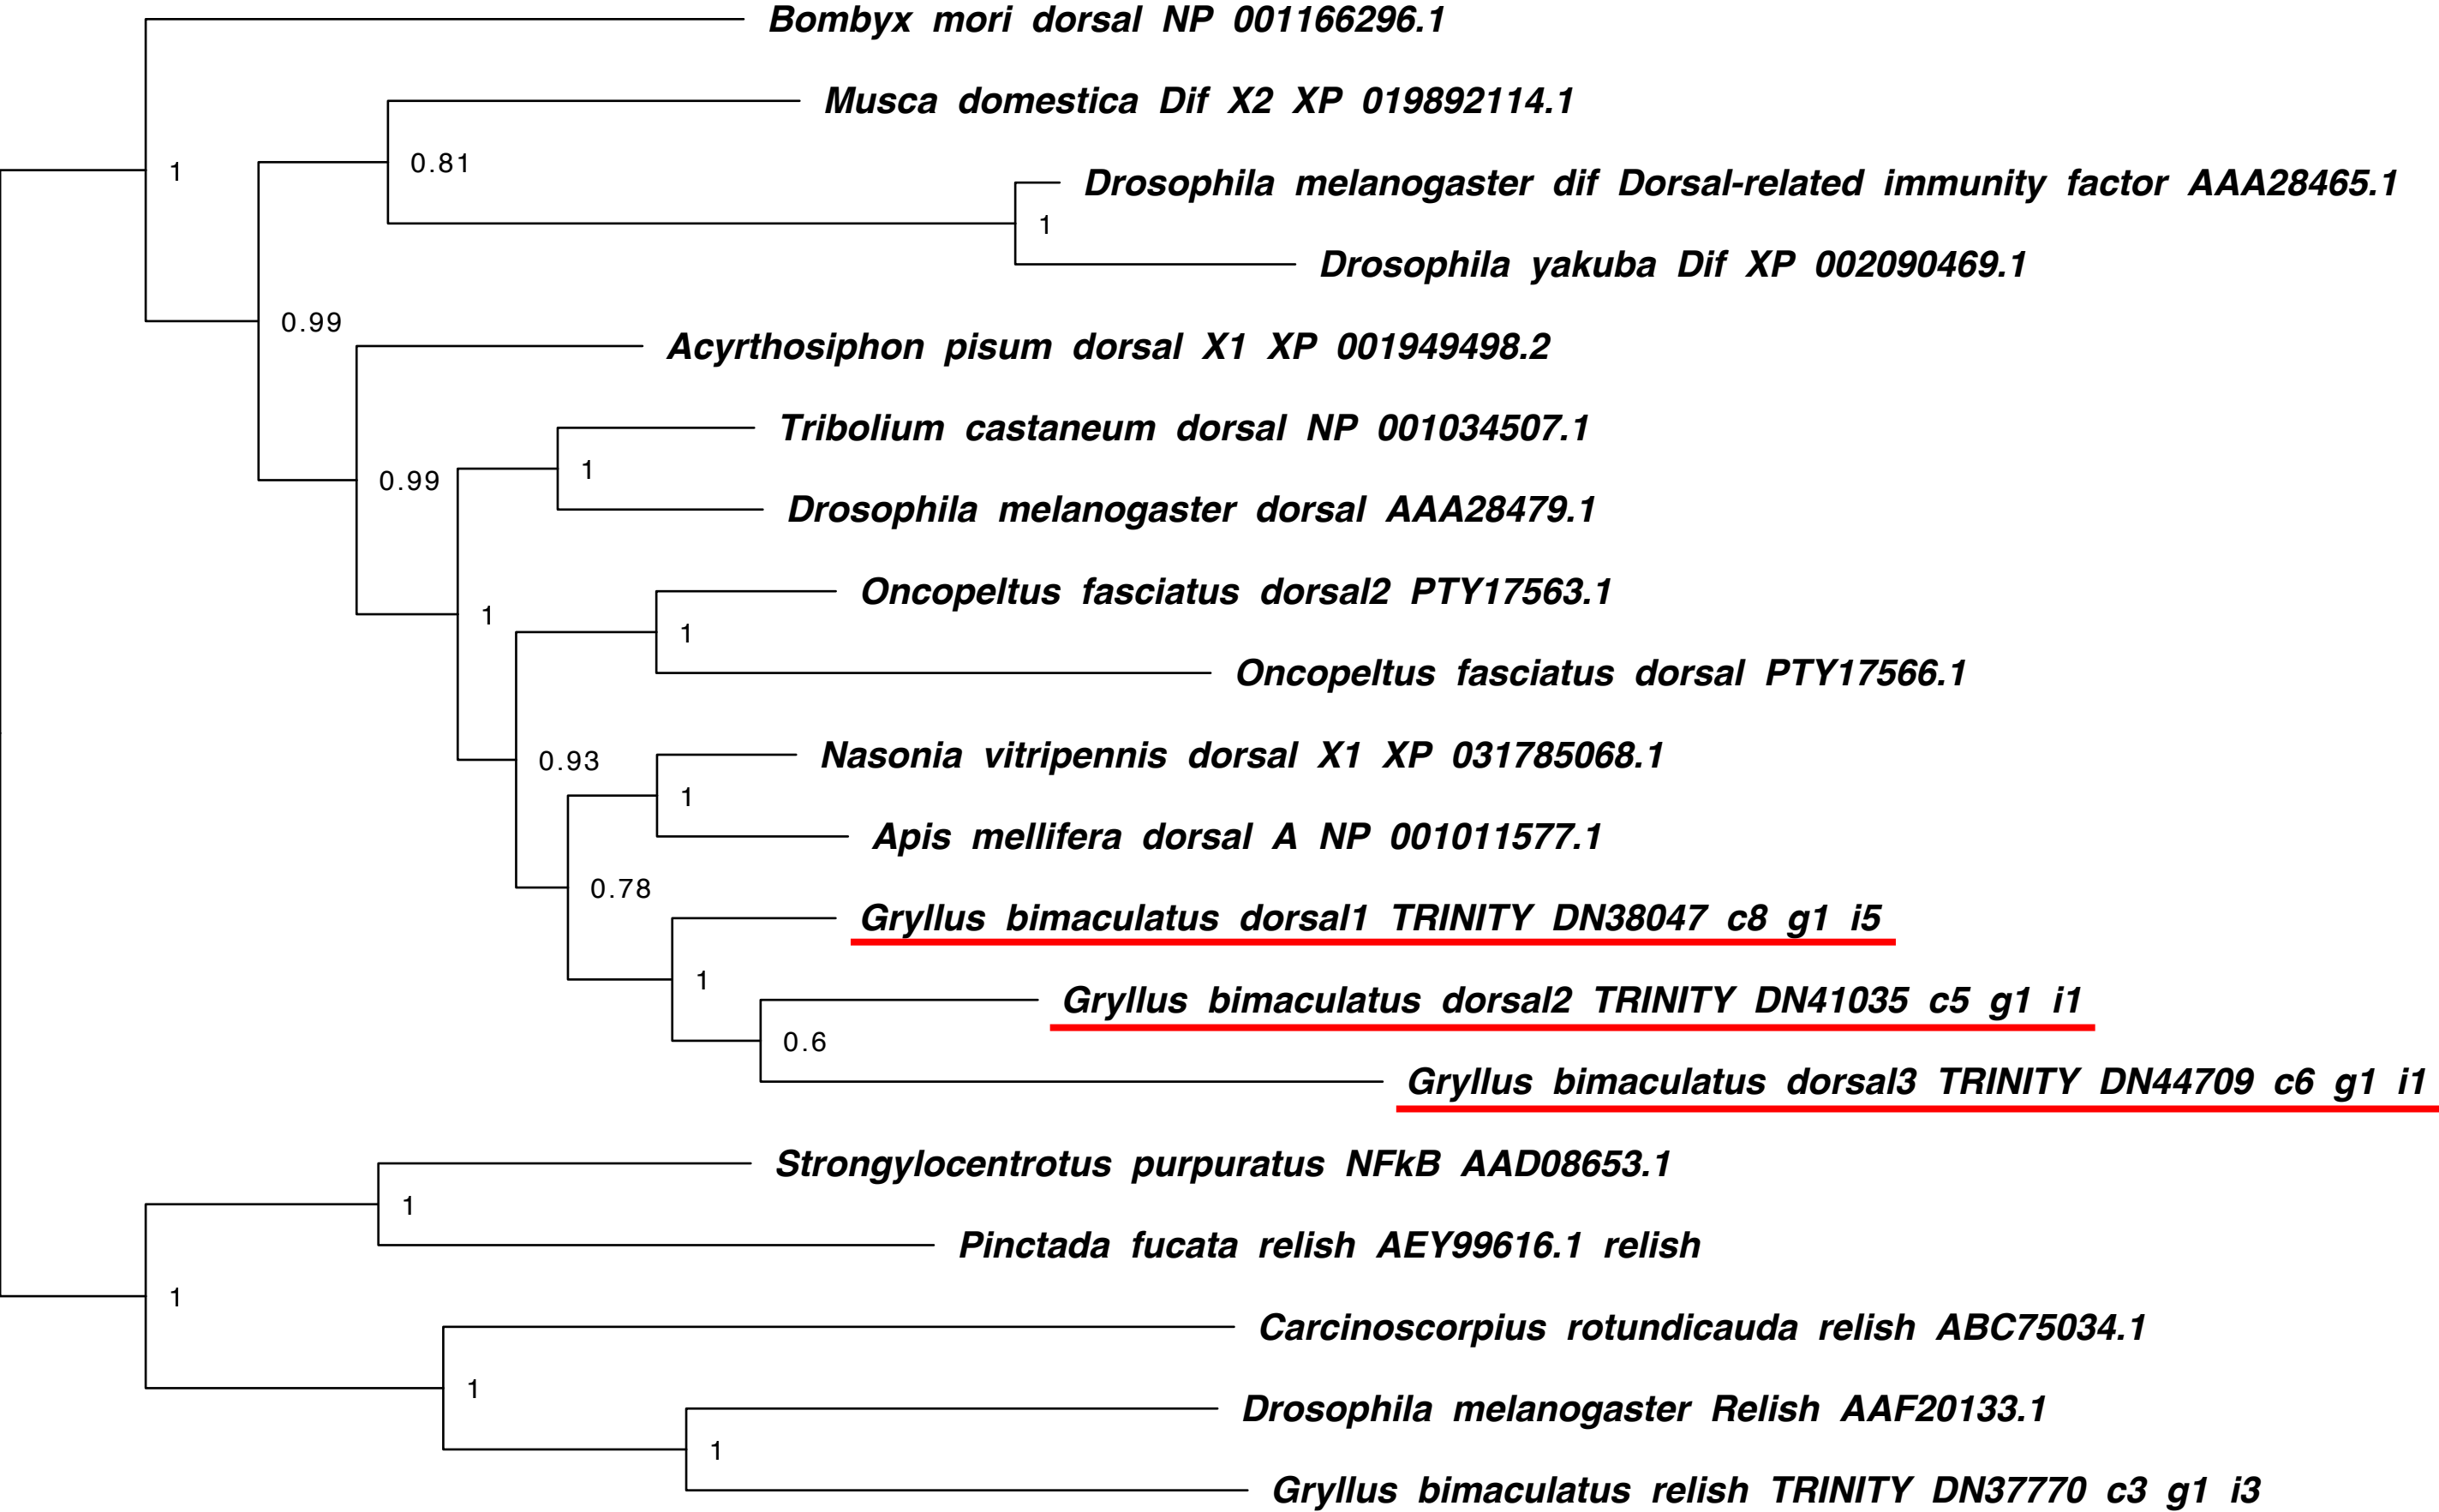 Bombyx mori dorsal NP 001166296.1
Musca domestica Dif X2 XP 019892114.1
0.81
1
Drosophila melanogaster dif Dorsal-related immunity factor AAA28465.1
1
Drosophila yakuba Dif XP 002090469.1
0.99
Acyrthosiphon pisum dorsal X1 XP 001949498.2
Tribolium castaneum dorsal NP 001034507.1
1
0.99
Drosophila melanogaster dorsal AAA28479.1
Oncopeltus fasciatus dorsal2 PTY17563.1
1
1
Oncopeltus fasciatus dorsal PTY17566.1
Nasonia vitripennis dorsal X1 XP 031785068.1
0.93
1
Apis mellifera dorsal A NP 001011577.1
0.78
Gryllus bimaculatus dorsal1 TRINITY DN38047 c8 g1 i5
1
Gryllus bimaculatus dorsal2 TRINITY DN41035 c5 g1 i1
0.6
Gryllus bimaculatus dorsal3 TRINITY DN44709 c6 g1 i1
Strongylocentrotus purpuratus NFkB AAD08653.1
1
Pinctada fucata relish AEY99616.1 relish
1
Carcinoscorpius rotundicauda relish ABC75034.1
1
Drosophila melanogaster Relish AAF20133.1
1
Gryllus bimaculatus relish TRINITY DN37770 c3 g1 i3